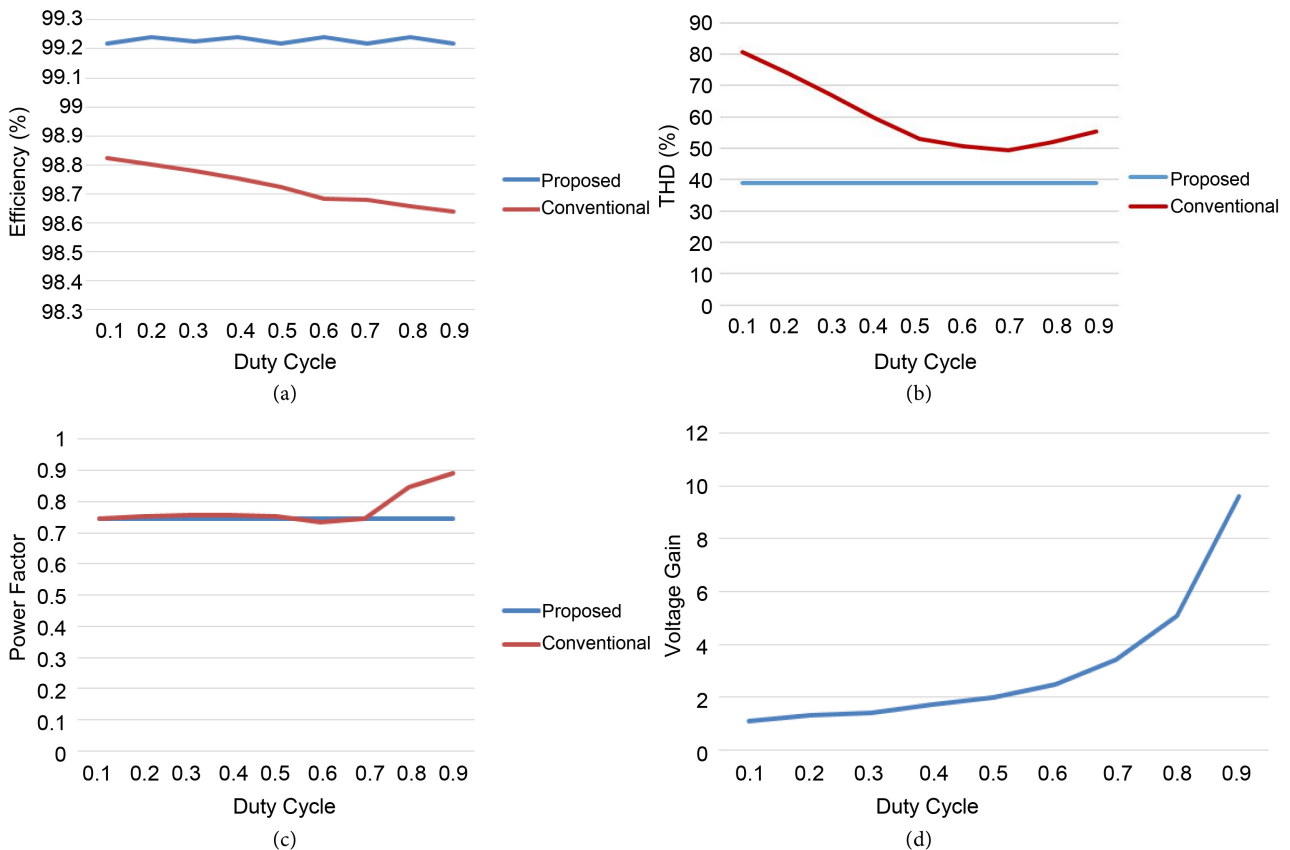 99.3
99.2
99.1
99
98.9
98.8
98.7
98.6
98.5
98.4
98.3
Efficiency (%)
0.1 0.2 0.3 0.4 0.5 0.6 0.7 0.8 0.9
Duty Cycle
Proposed
Conventional
(a)
90
80
70
60
50
40
30
20
10
0
THD (%)
0.1 0.2 0.3 0.4 0.5 0.6 0.7 0.8 0.9
Duty Cycle
Proposed
Conventional
(b)
1
0.9
0.8
0.7
0.6
0.5
0.4
0.3
0.2
0.1
0
Power Factor
0.1 0.2 0.3 0.4 0.5 0.6 0.7 0.8 0.9
Duty Cycle
Proposed
Conventional
(c)
12
10
8
6
4
2
0
Voltage Gain
0.1 0.2 0.3 0.4 0.5 0.6 0.7 0.8 0.9
Duty Cycle
(d)